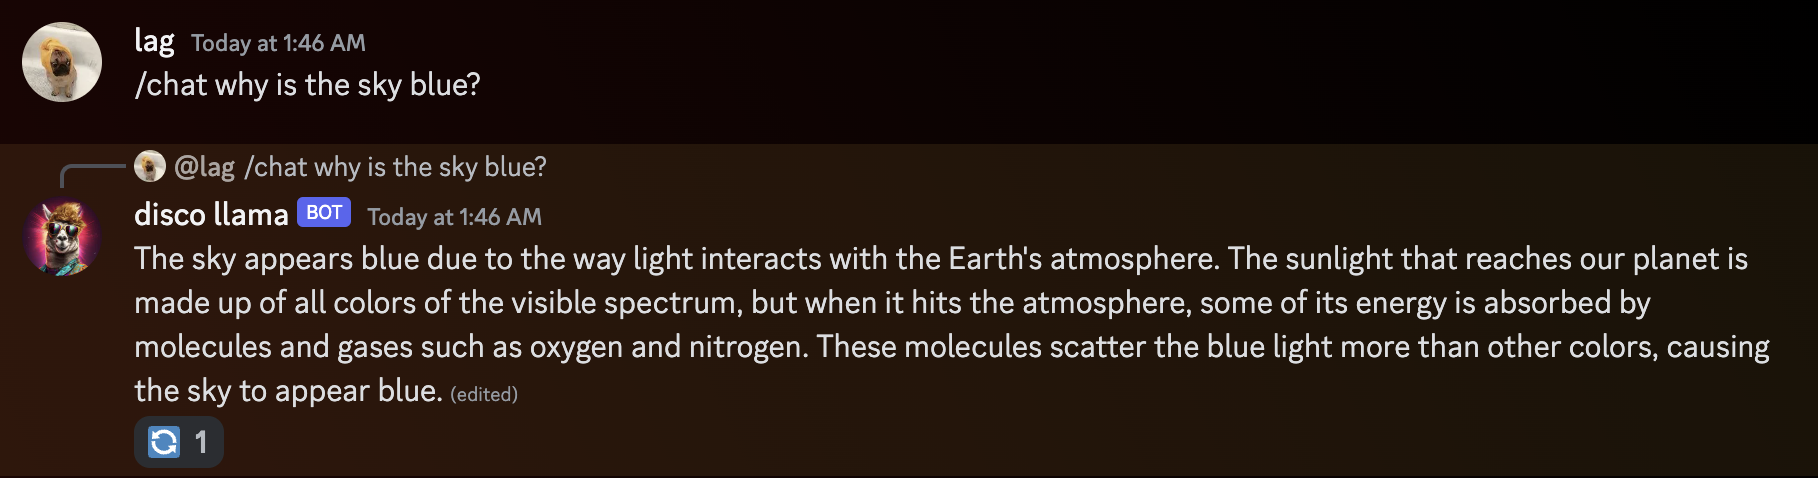 lag Today at 1:46 AM
/chat why is the sky blue?
@lag /chat why is the sky blue?
disco llama BOT Today at 1:46 AM
The sky appears blue due to the way light interacts with the Earth's atmosphere. The sunlight that reaches our planet is
made up of all colors of the visible spectrum, but when it hits the atmosphere, some of its energy is absorbed by
molecules and gases such as oxygen and nitrogen. These molecules scatter the blue light more than other colors, causing
the sky to appear blue. (edited)
1